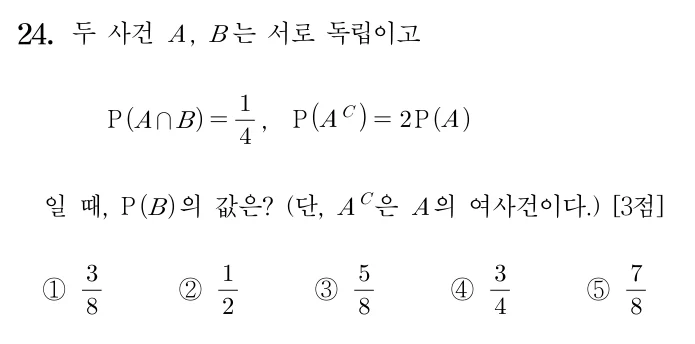 24. 두 사건 A, B는 서로 독립이고
P(A∩B)=1/4, P(A^C)=2P(A)
일 때, P(B)의 값은? (단, A^C은 A의 여사건이다.) [3점]
① 3/8 ② 1/2 ③ 5/8 ④ 3/4 ⑤ 7/8